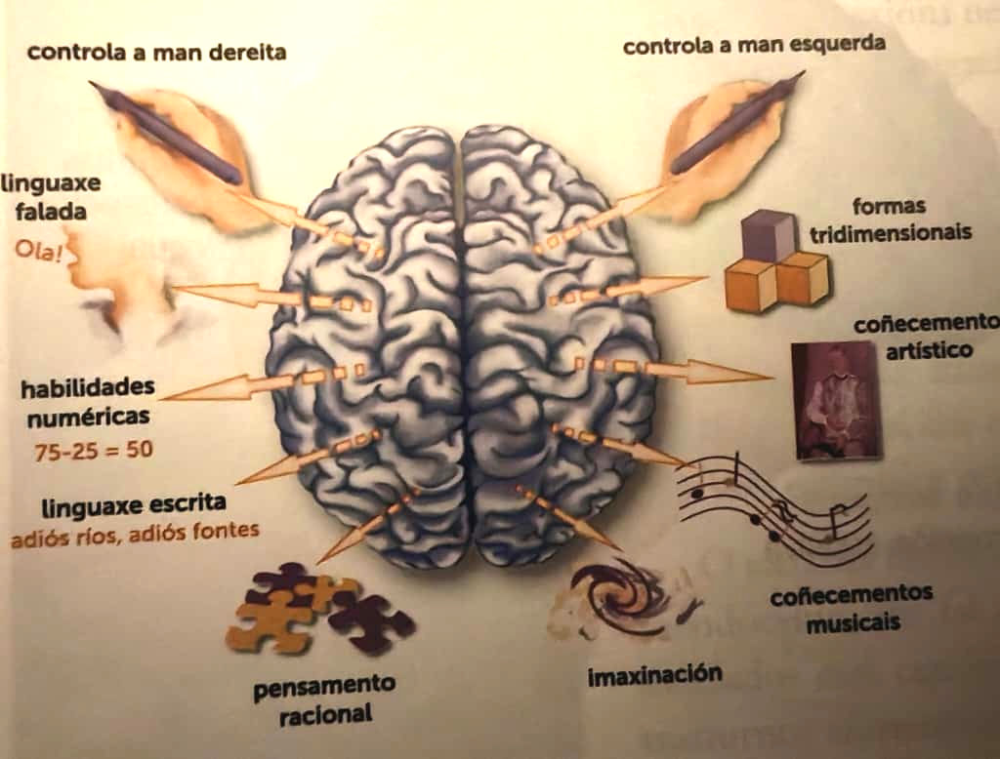 controla a man dereita
controla a man esquerda
linguaxe
falada
Ola!
formas
tridimensionais
coñecemento
artístico
habilidades
numéricas
75-25 = 50
linguaxe escrita
adiós ríos, adiós fontes
coñecementos
musicais
pensamento
racional
imaxinación